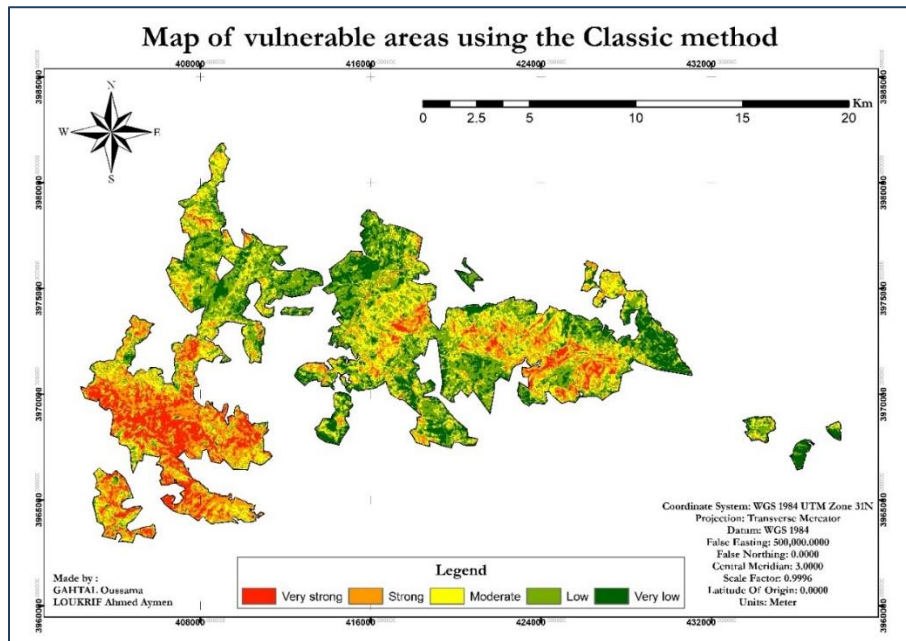 Map of vulnerable areas using the Classic method
408000 416000 424000 432000
3985000 3985000
N
W E
S
Km
0 2.5 5 10 15 20
3980000 3980000
3975000 3975000
3970000 3970000
3965000 3965000
3960000 3960000
Coordinate System: WGS 1984 UTM Zone 31N
Projection: Transverse Mercator
Datum: WGS 1984
False Easting: 500,000.0000
False Northing: 0.0000
Central Meridian: 3.0000
Scale Factor: 0.9996
Latitude Of Origin: 0.0000
Units: Meter
Made by :
GAHTAL Oussama
LOUKRIF Ahmed Aymen
Legend
Very strong Strong Moderate Low Very low
408000 416000 424000 432000